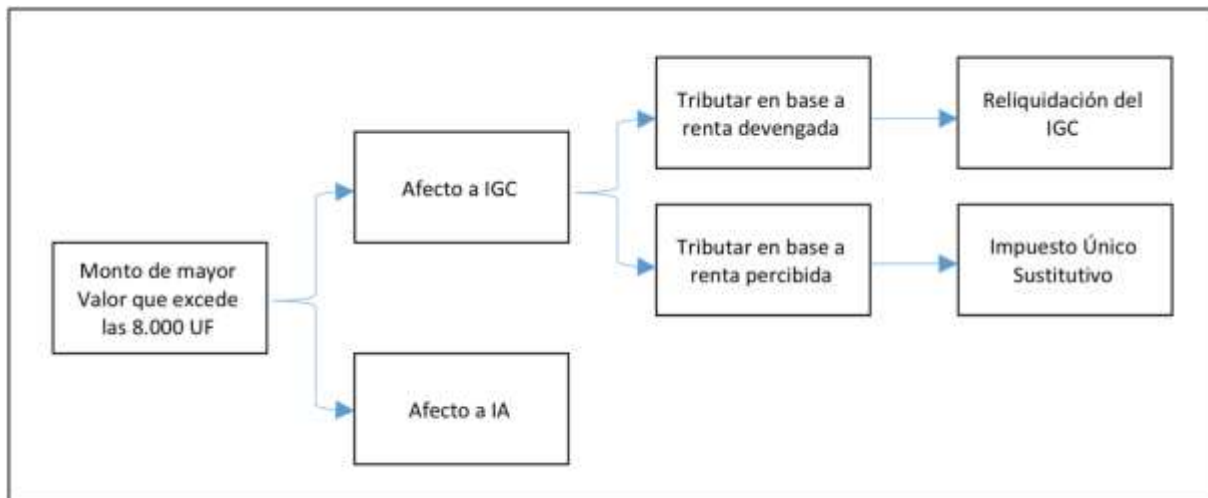 Monto de mayor
Valor que excede
las 8.000 UF
Afecto a IGC
Afecto a IA
Tributar en base a
renta devengada
Tributar en base a
renta percibida
Reliquidación del
IGC
Impuesto Único
Sustitutivo